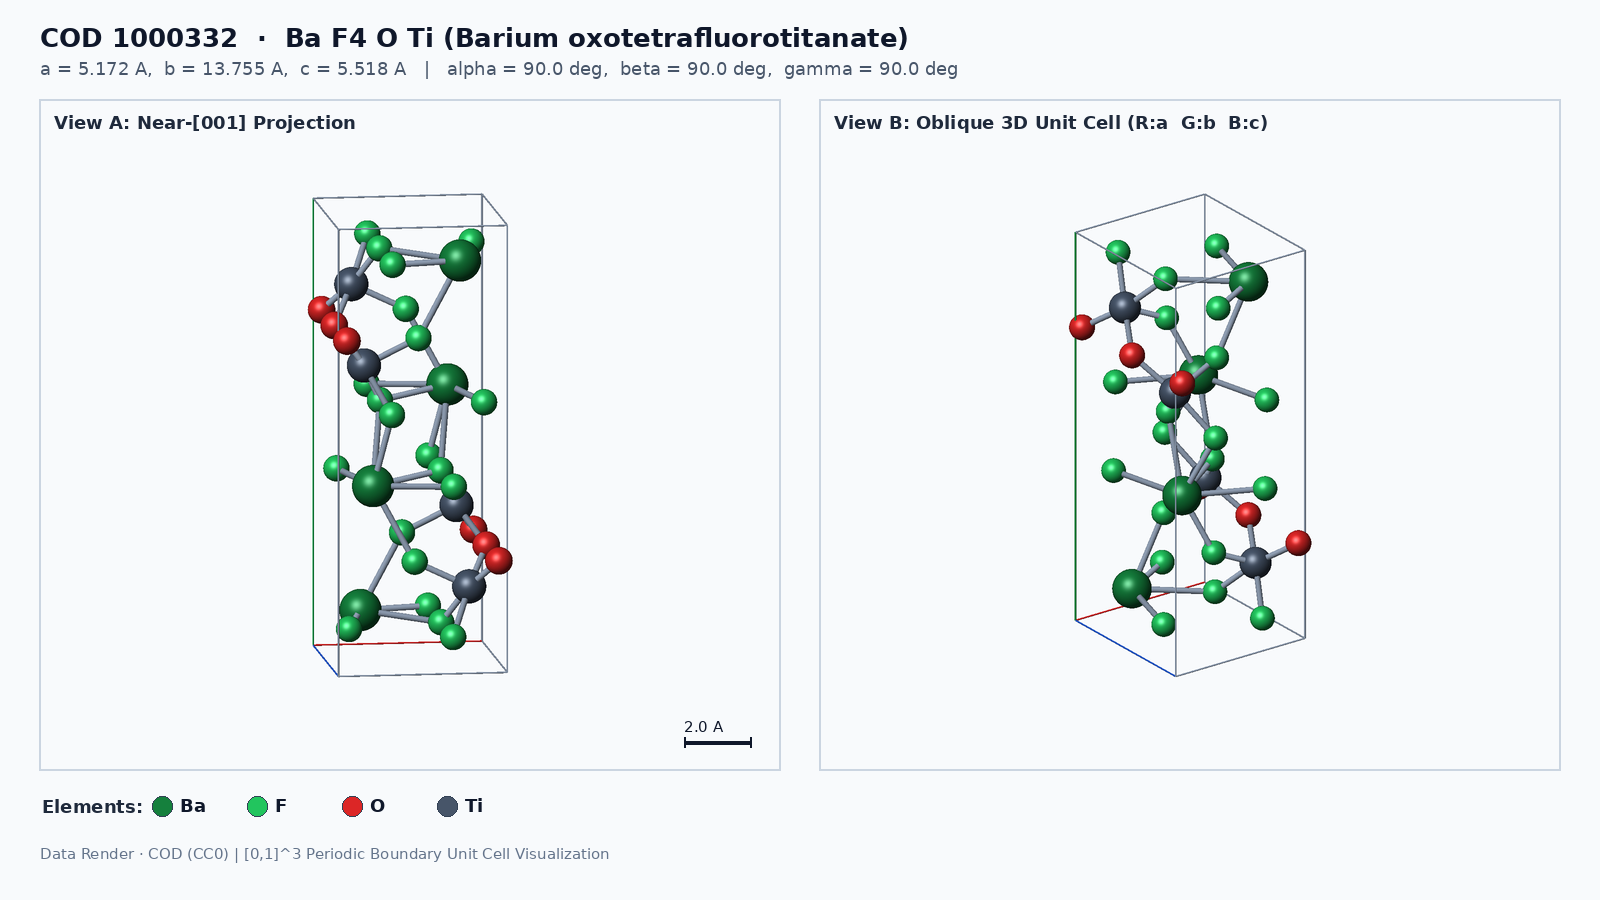 COD 1000332  ·  Ba F4 O Ti (Barium oxotetrafluorotitanate)
a = 5.172 A,  b = 13.755 A,  c = 5.518 A   |   alpha = 90.0 deg,  beta = 90.0 deg,  gamma = 90.0 deg
View A: Near-[001] Projection
View B: Oblique 3D Unit Cell (R:a  G:b  B:c)
2.0 A
Elements: Ba F O Ti
Data Render · COD (CC0) | [0,1]^3 Periodic Boundary Unit Cell Visualization